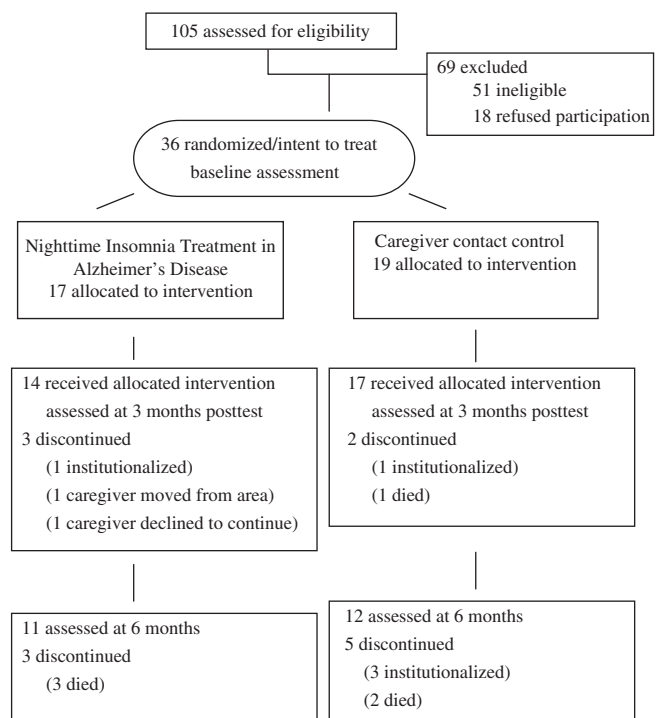 105 assessed for eligibility
69 excluded
51 ineligible
18 refused participation
36 randomized/intent to treat
baseline assessment
Nighttime Insomnia Treatment in
Alzheimer's Disease
17 allocated to intervention
Caregiver contact control
19 allocated to intervention
14 received allocated intervention
assessed at 3 months posttest
3 discontinued
(1 institutionalized)
(1 caregiver moved from area)
(1 caregiver declined to continue)
17 received allocated intervention
assessed at 3 months posttest
2 discontinued
(1 institutionalized)
(1 died)
11 assessed at 6 months
3 discontinued
(3 died)
12 assessed at 6 months
5 discontinued
(3 institutionalized)
(2 died)